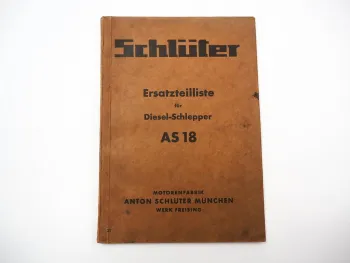 Schlüter
Ersatzteilliste
für
Diesel-Schlepper
AS 18
MOTORENFABRIK
ANTON SCHLÜTER MÜNCHEN
WERK FREISING